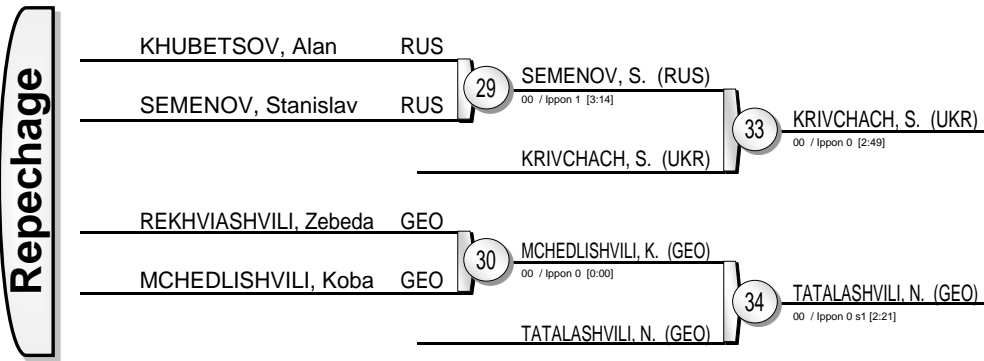 Repechage
KHUBETSOV, Alan RUS
SEMENOV, Stanislav RUS
29
SEMENOV, S. (RUS)
00 / Ippon 1 [3:14]
KRIVCHACH, S. (UKR)
33
KRIVCHACH, S. (UKR)
00 / Ippon 0 [2:49]
REKHVIASHVILI, Zebeda GEO
MCHEDLISHVILI, Koba GEO
30
MCHEDLISHVILI, K. (GEO)
00 / Ippon 0 [0:00]
TATALASHVILI, N. (GEO)
34
TATALASHVILI, N. (GEO)
00 / Ippon 0 s1 [2:21]